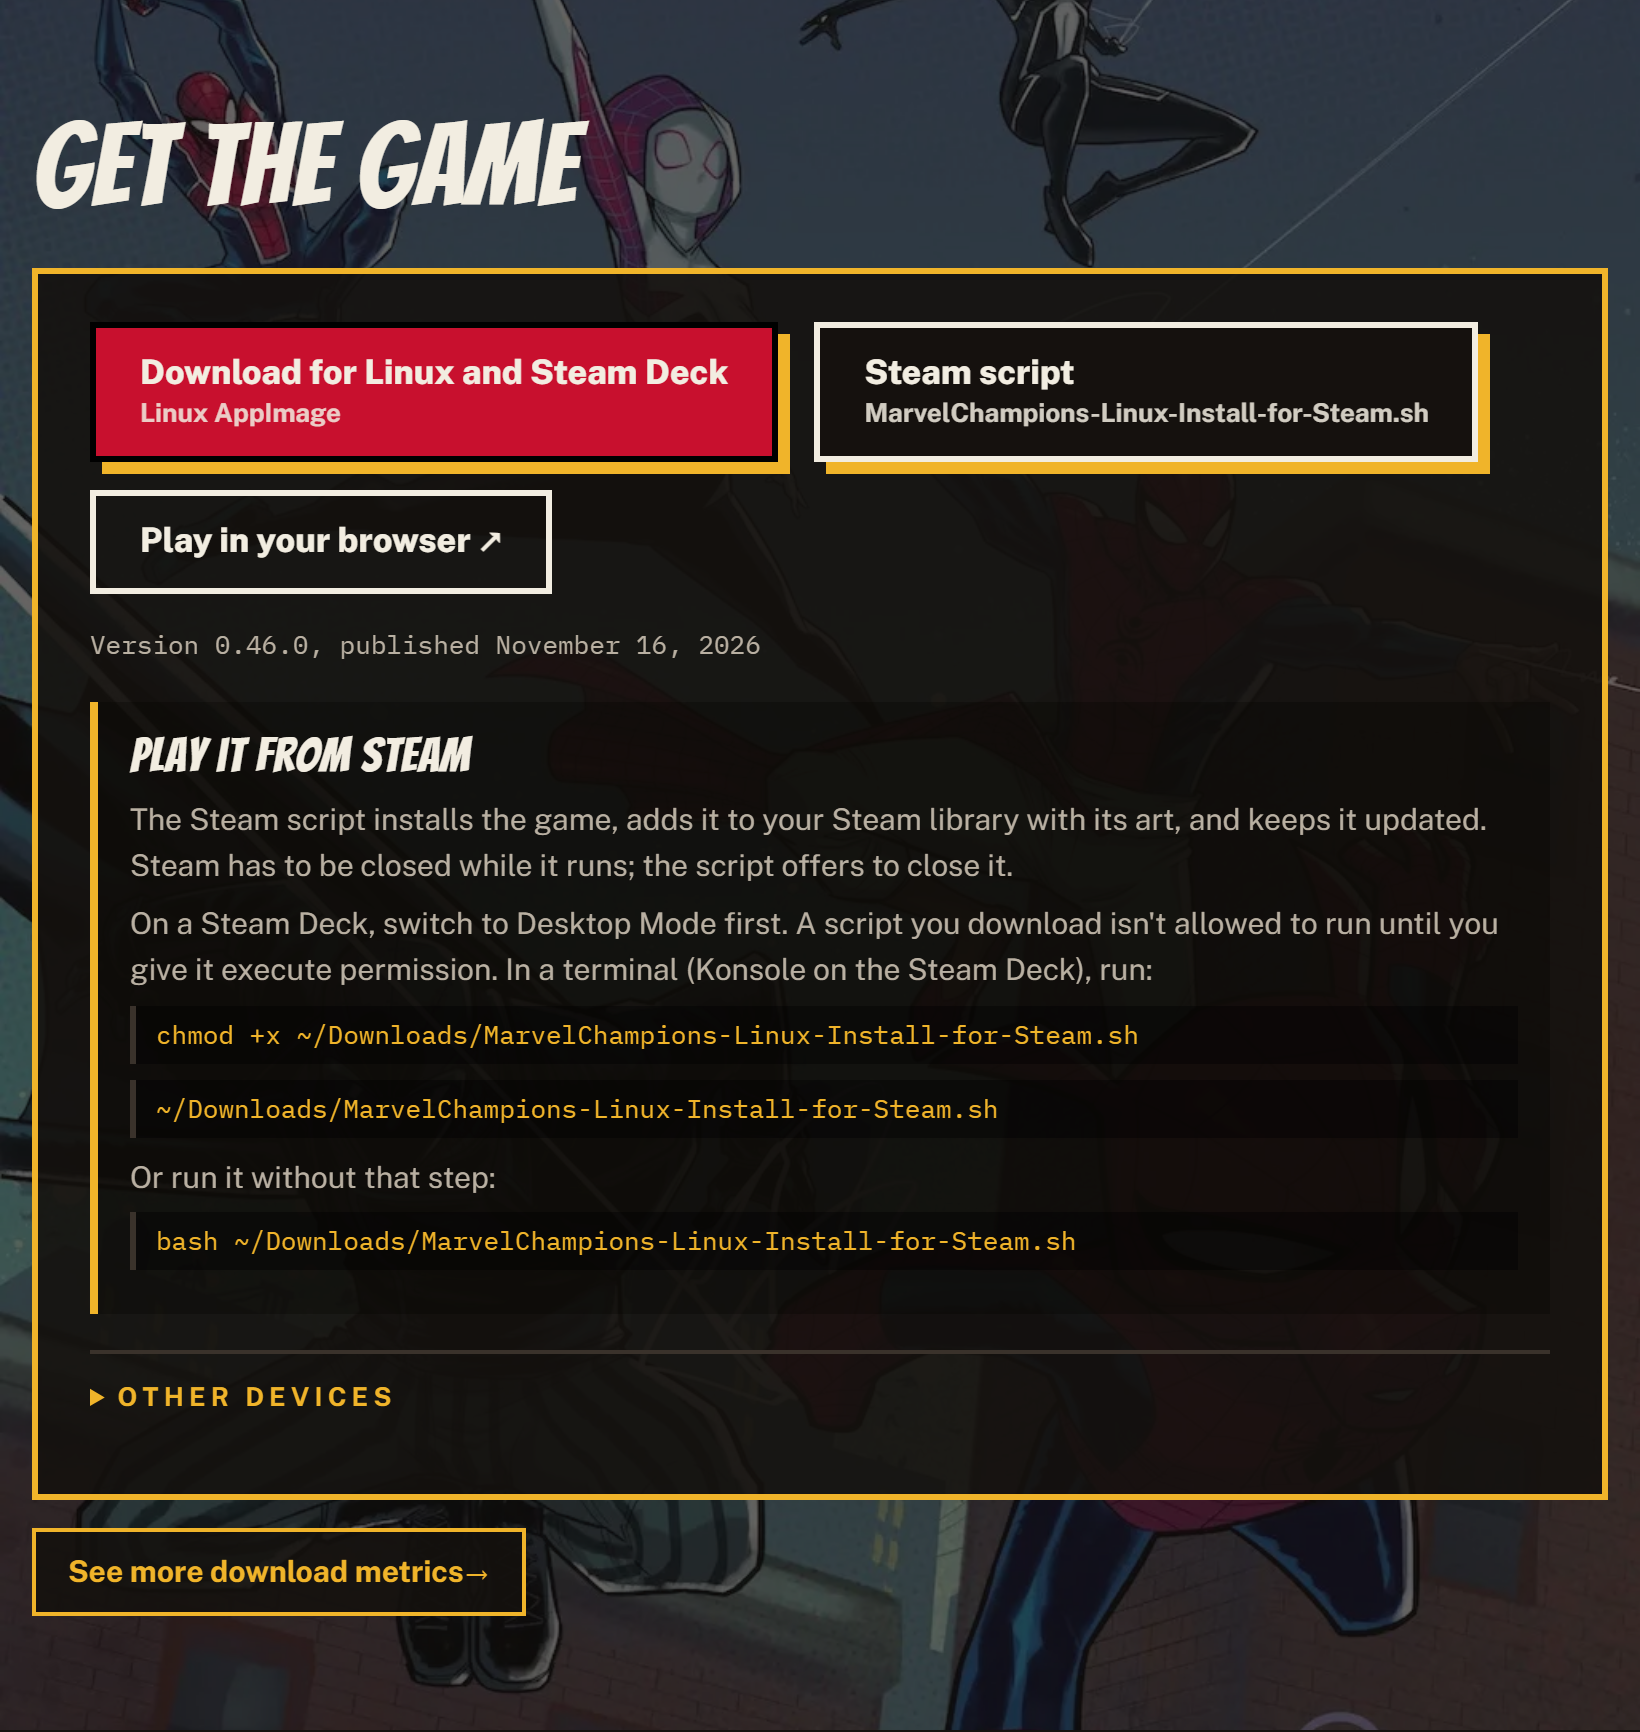 GET THE GAME
Download for Linux and Steam Deck
Linux AppImage
Steam script
MarvelChampions-Linux-Install-for-Steam.sh
Play in your browser ↗
Version 0.46.0, published November 16, 2026
PLAY IT FROM STEAM
The Steam script installs the game, adds it to your Steam library with its art, and keeps it updated.
Steam has to be closed while it runs; the script offers to close it.
On a Steam Deck, switch to Desktop Mode first. A script you download isn't allowed to run until you
give it execute permission. In a terminal (Konsole on the Steam Deck), run:
chmod +x ~/Downloads/MarvelChampions-Linux-Install-for-Steam.sh
~/Downloads/MarvelChampions-Linux-Install-for-Steam.sh
Or run it without that step:
bash ~/Downloads/MarvelChampions-Linux-Install-for-Steam.sh
▶ OTHER DEVICES
See more download metrics→